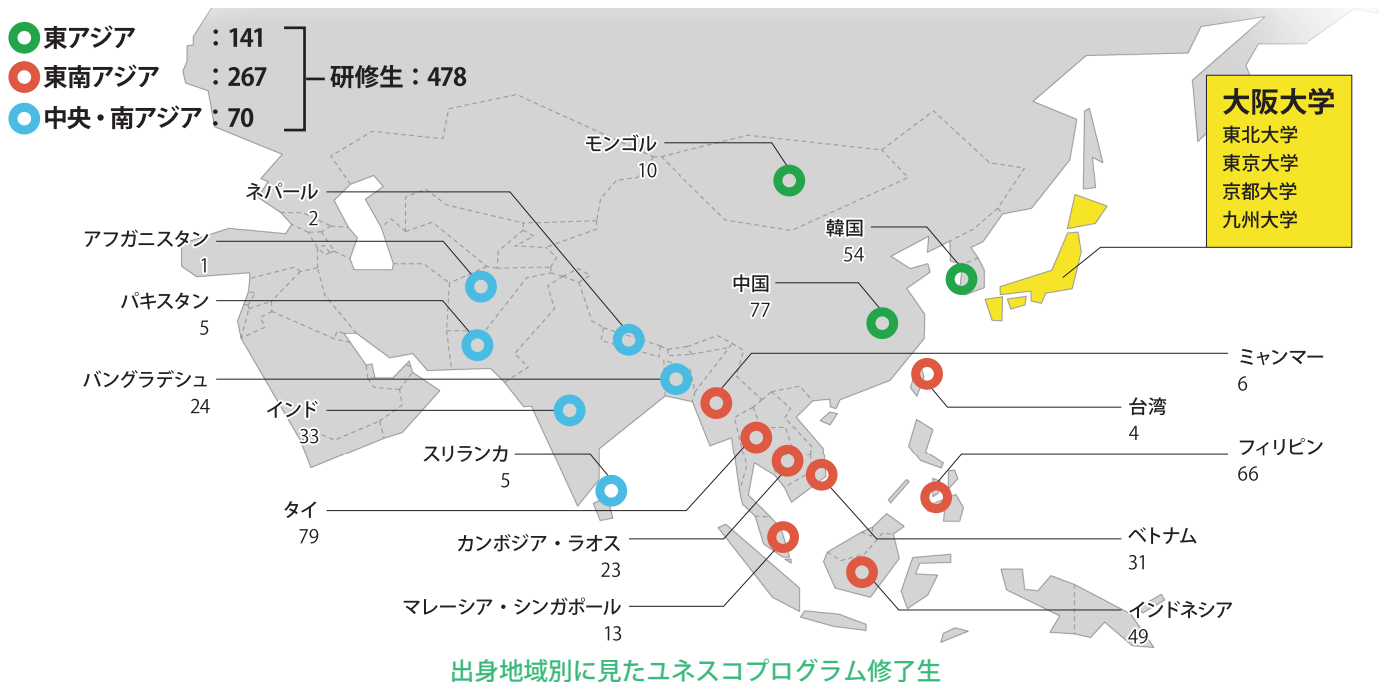 東アジア：141
東南アジア：267
中央・南アジア：70
研修生：478
大阪大学
東北大学
東京大学
京都大学
九州大学
モンゴル
10
ネパール
2
アフガニスタン
1
韓国
54
中国
77
パキスタン
5
バングラデシュ
24
インド
33
スリランカ
5
タイ
79
カンボジア・ラオス
23
マレーシア・シンガポール
13
ミャンマー
6
台湾
4
フィリピン
66
ベトナム
31
インドネシア
49
出身地域別に見たユネスコプログラム修了生